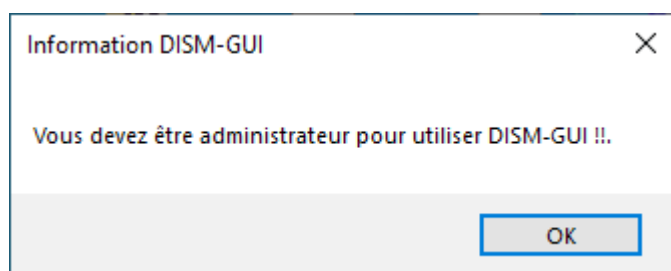 Information DISM-GUI
Vous devez être administrateur pour utiliser DISM-GUI !!.
OK